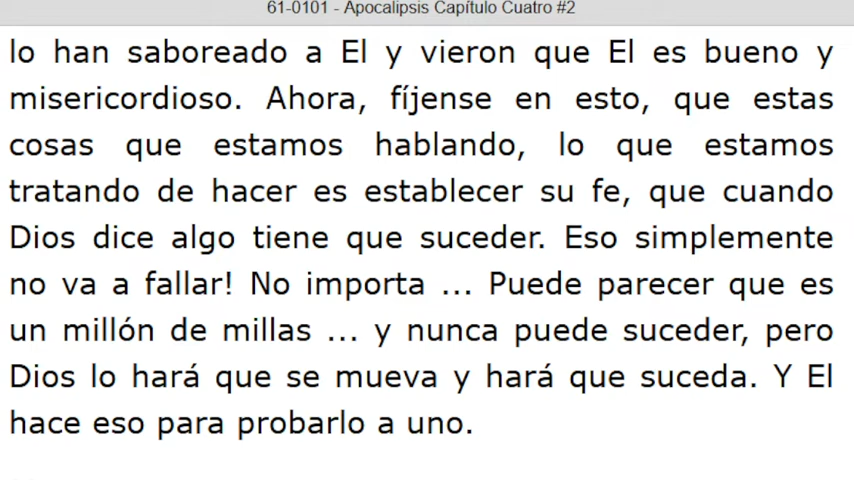 61-0101 - Apocalipsis Capítulo Cuatro #2
lo han saboreado a El y vieron que El es bueno y
misericordioso. Ahora, fíjense en esto, que estas
cosas que estamos hablando, lo que estamos
tratando de hacer es establecer su fe, que cuando
Dios dice algo tiene que suceder. Eso simplemente
no va a fallar! No importa ... Puede parecer que es
un millón de millas ... y nunca puede suceder, pero
Dios lo hará que se mueva y hará que suceda. Y El
hace eso para probarlo a uno.